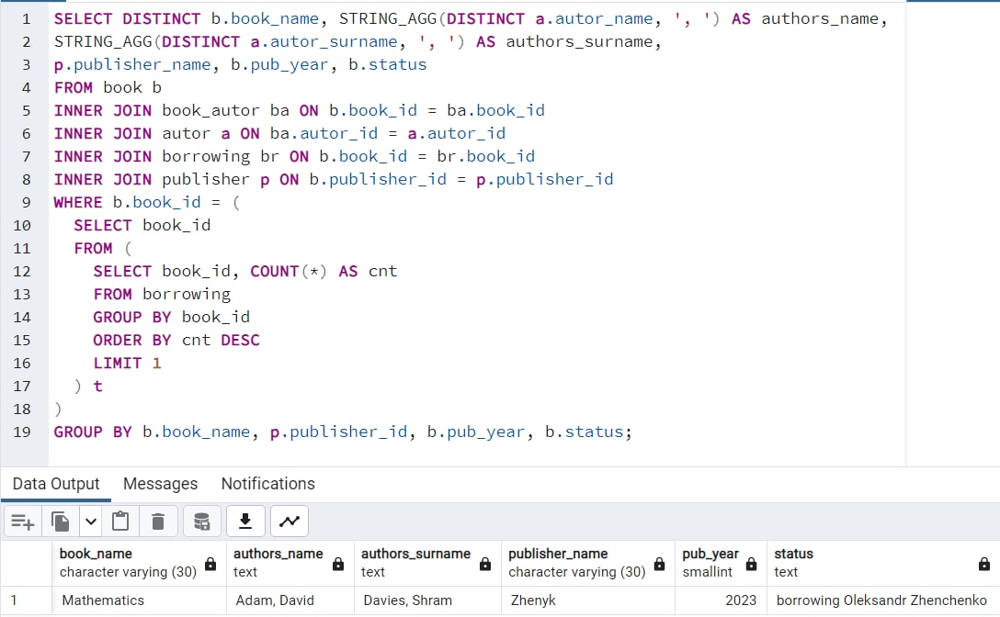 1 SELECT DISTINCT b.book_name, STRING_AGG(DISTINCT a.autor_name, ', ') AS authors_name,
2 STRING_AGG(DISTINCT a.autor_surname, ', ') AS authors_surname,
3 p.publisher_name, b.pub_year, b.status
4 FROM book b
5 INNER JOIN book_autor ba ON b.book_id = ba.book_id
6 INNER JOIN autor a ON ba.autor_id = a.autor_id
7 INNER JOIN borrowing br ON b.book_id = br.book_id
8 INNER JOIN publisher p ON b.publisher_id = p.publisher_id
9 WHERE b.book_id = (
10 SELECT book_id
11 FROM (
12 SELECT book_id, COUNT(*) AS cnt
13 FROM borrowing
14 GROUP BY book_id
15 ORDER BY cnt DESC
16 LIMIT 1
17 ) t
18 )
19 GROUP BY b.book_name, p.publisher_id, b.pub_year, b.status;
Data Output Messages Notifications
book_name authors_name authors_surname publisher_name pub_year status
character varying (30) text text character varying (30) smallint text
1 Mathematics Adam, David Davies, Shram Zhenyk 2023 borrowing Oleksandr Zhenchenko